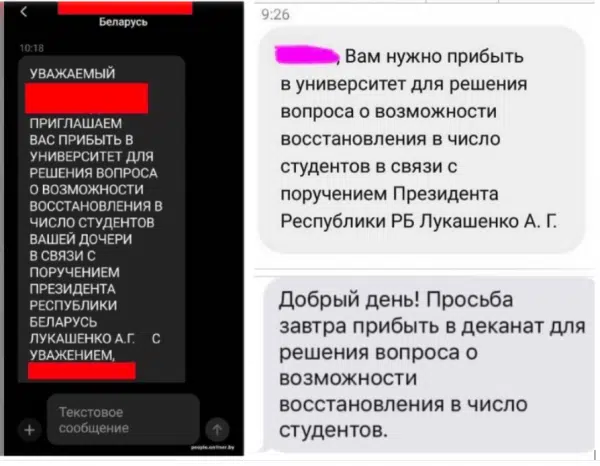 Беларусь
10:18
УВАЖАЕМЫЙ
ПРИГЛАШАЕМ
ВАС ПРИБЫТЬ В
УНИВЕРСИТЕТ ДЛЯ
РЕШЕНИЯ ВОПРОСА
О ВОЗМОЖНОСТИ
ВОССТАНОВЛЕНИЯ В
ЧИСЛО СТУДЕНТОВ
ВАШЕЙ ДОЧЕРИ
В СВЯЗИ С
ПОРУЧЕНИЕМ
ПРЕЗИДЕНТА
РЕСПУБЛИКИ
БЕЛАРУСЬ
ЛУКАШЕНКО А.Г. С
УВАЖЕНИЕМ,
Текстовое
сообщение
people.onliner.by
9:26
, Вам нужно прибыть
в университет для решения
вопроса о возможности
восстановления в число
студентов в связи с
поручением Президента
Республики РБ Лукашенко А. Г.
Добрый день! Просьба
завтра прибыть в деканат для
решения вопроса о
возможности
восстановления в число
студентов.